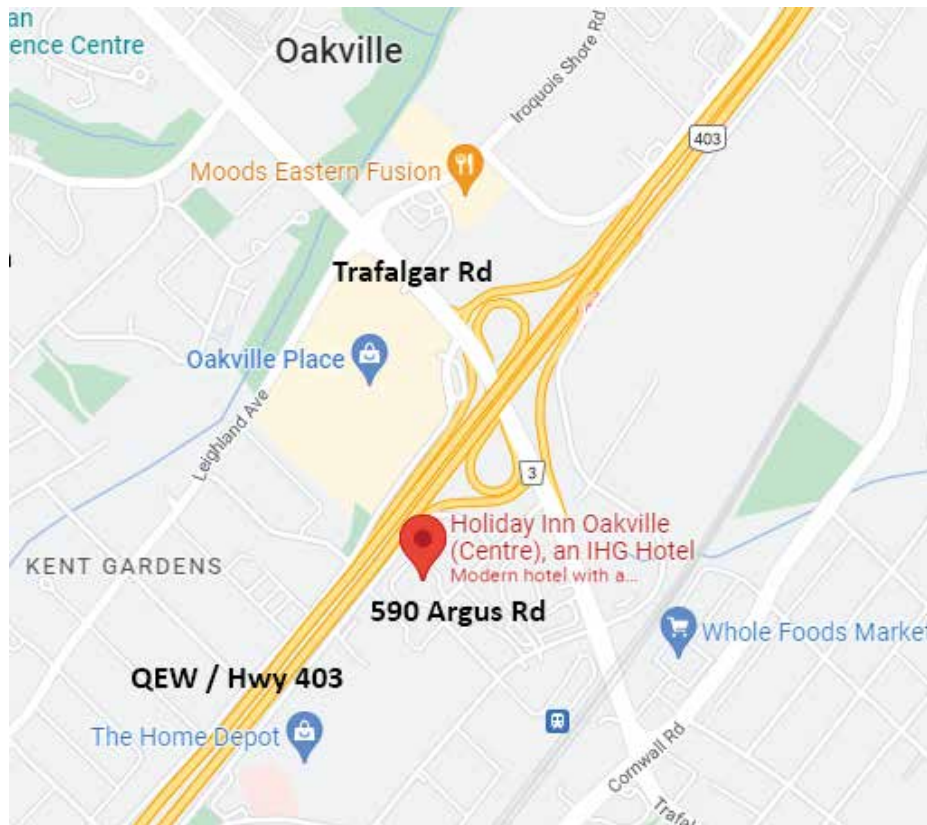 an
ence Centre
Oakville
Iroquois Shore Rd
403
Moods Eastern Fusion
Trafalgar Rd
Oakville Place
Leighland Ave
3
Holiday Inn Oakville
(Centre), an IHG Hotel
Modern hotel with a...
KENT GARDENS
590 Argus Rd
Whole Foods Market
QEW / Hwy 403
The Home Depot
Cornwall Rd
Trafa